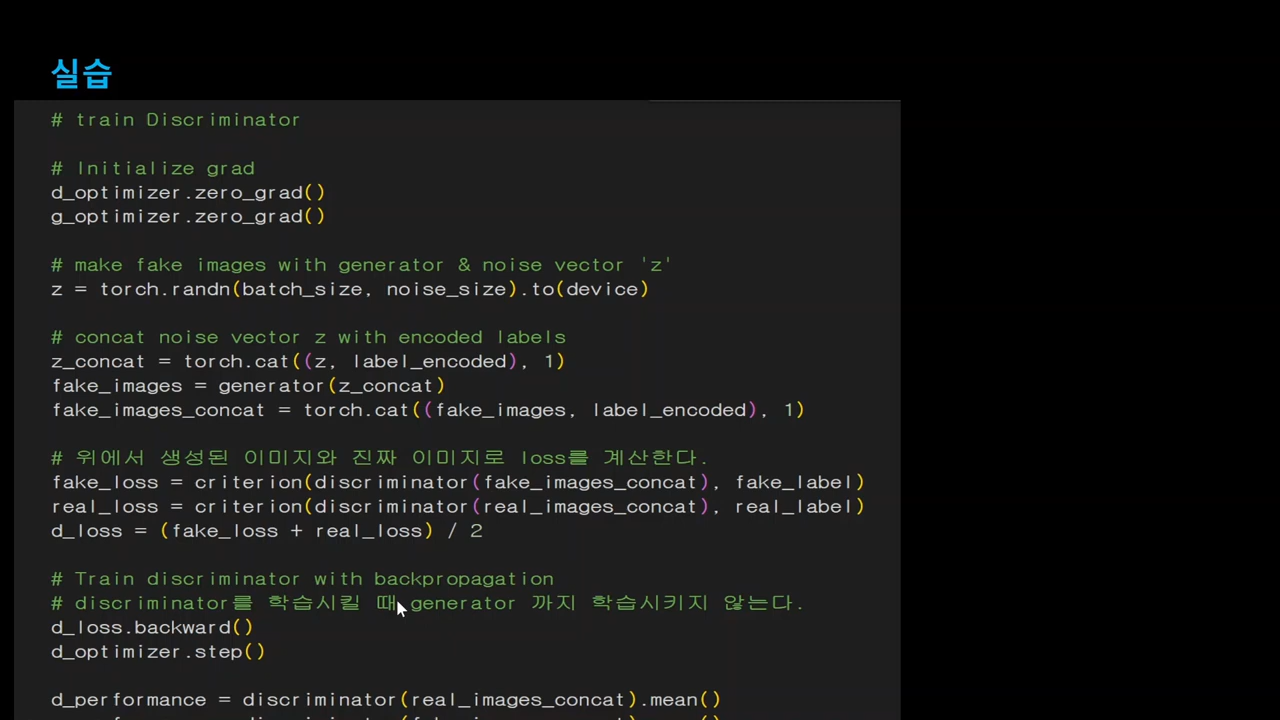 실습
# train Discriminator
# Initialize grad
d_optimizer.zero_grad()
g_optimizer.zero_grad()
# make fake images with generator & noise vector 'z'
z = torch.randn(batch_size, noise_size).to(device)
# concat noise vector z with encoded labels
z_concat = torch.cat((z, label_encoded), 1)
fake_images = generator(z_concat)
fake_images_concat = torch.cat((fake_images, label_encoded), 1)
# 위에서 생성된 이미지와 진짜 이미지로 loss를 계산한다.
fake_loss = criterion(discriminator(fake_images_concat), fake_label)
real_loss = criterion(discriminator(real_images_concat), real_label)
d_loss = (fake_loss + real_loss) / 2
# Train discriminator with backpropagation
# discriminator를 학습시킬 때 generator 까지 학습시키지 않는다.
d_loss.backward()
d_optimizer.step()
d_performance = discriminator(real_images_concat).mean()